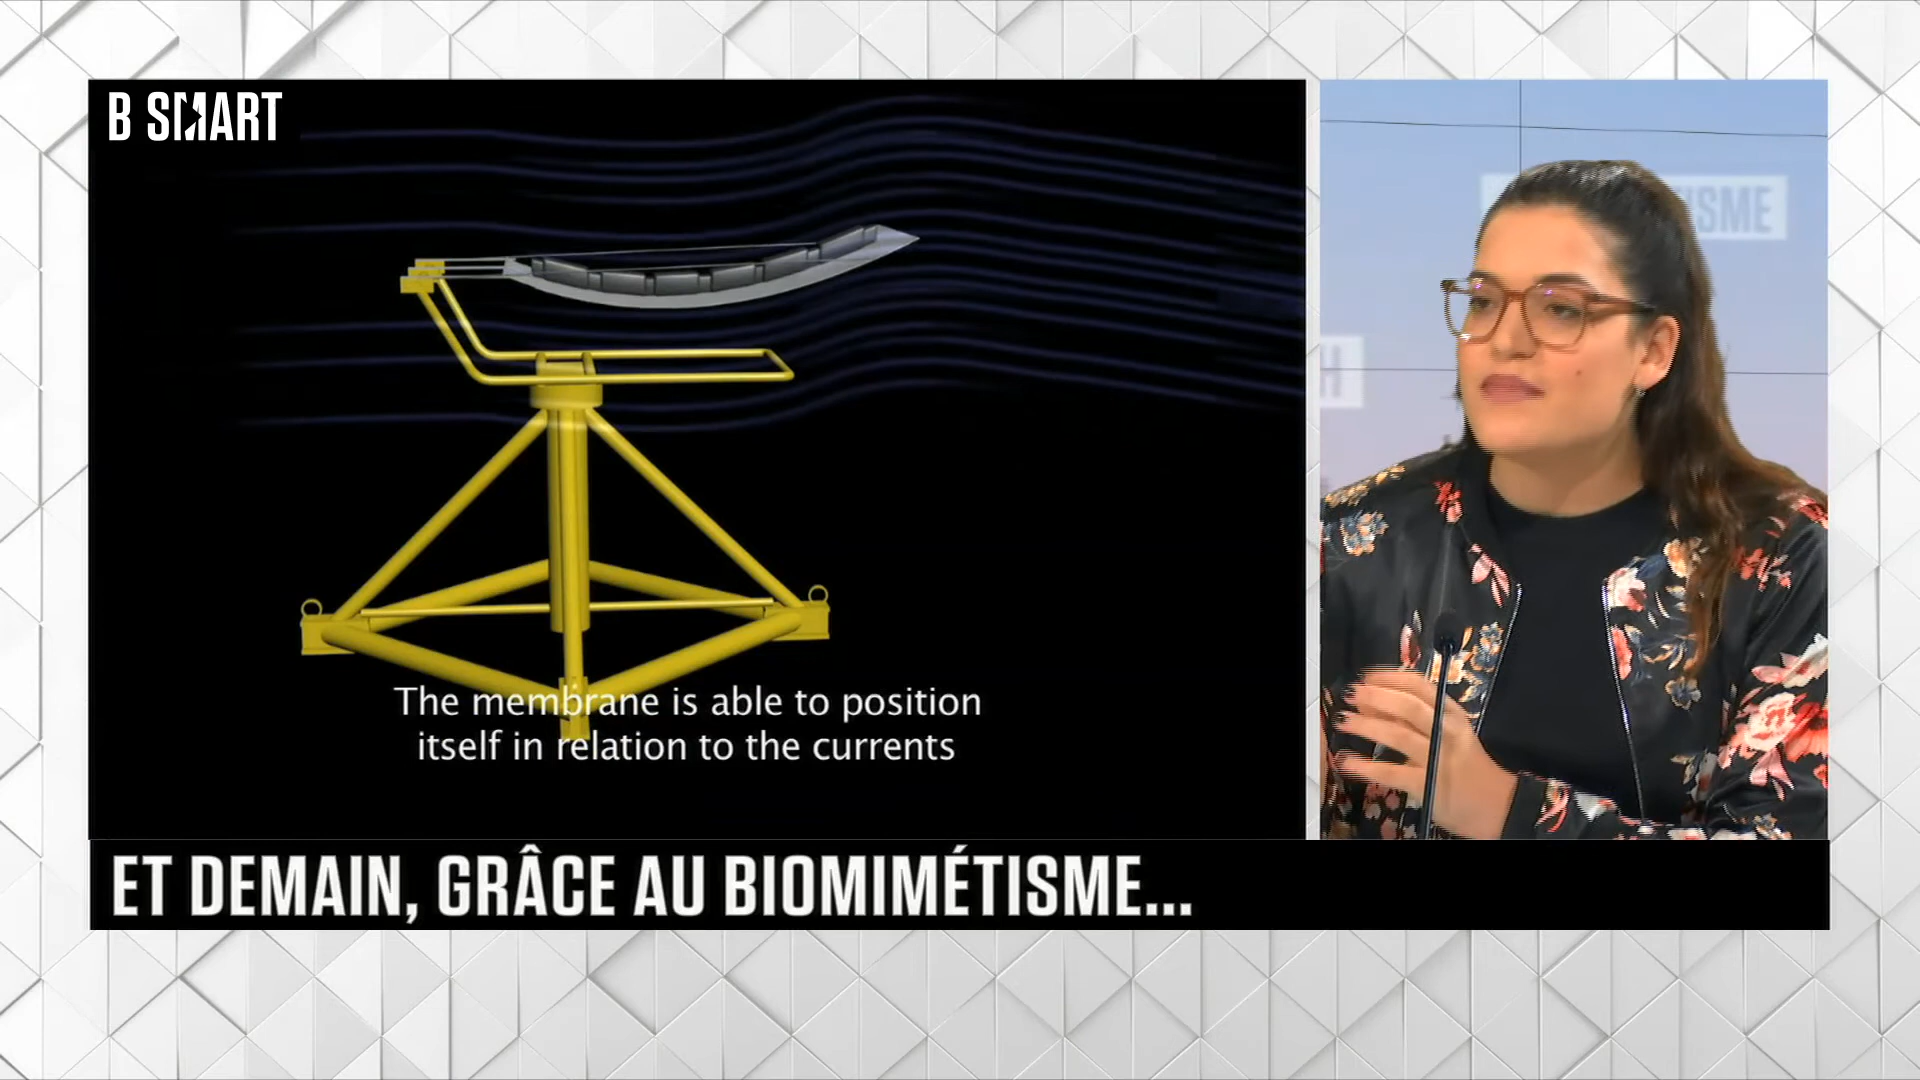 B SMART
The membrane is able to position
itself in relation to the currents
ET DEMAIN, GRÂCE AU BIOMIMÉTISME...